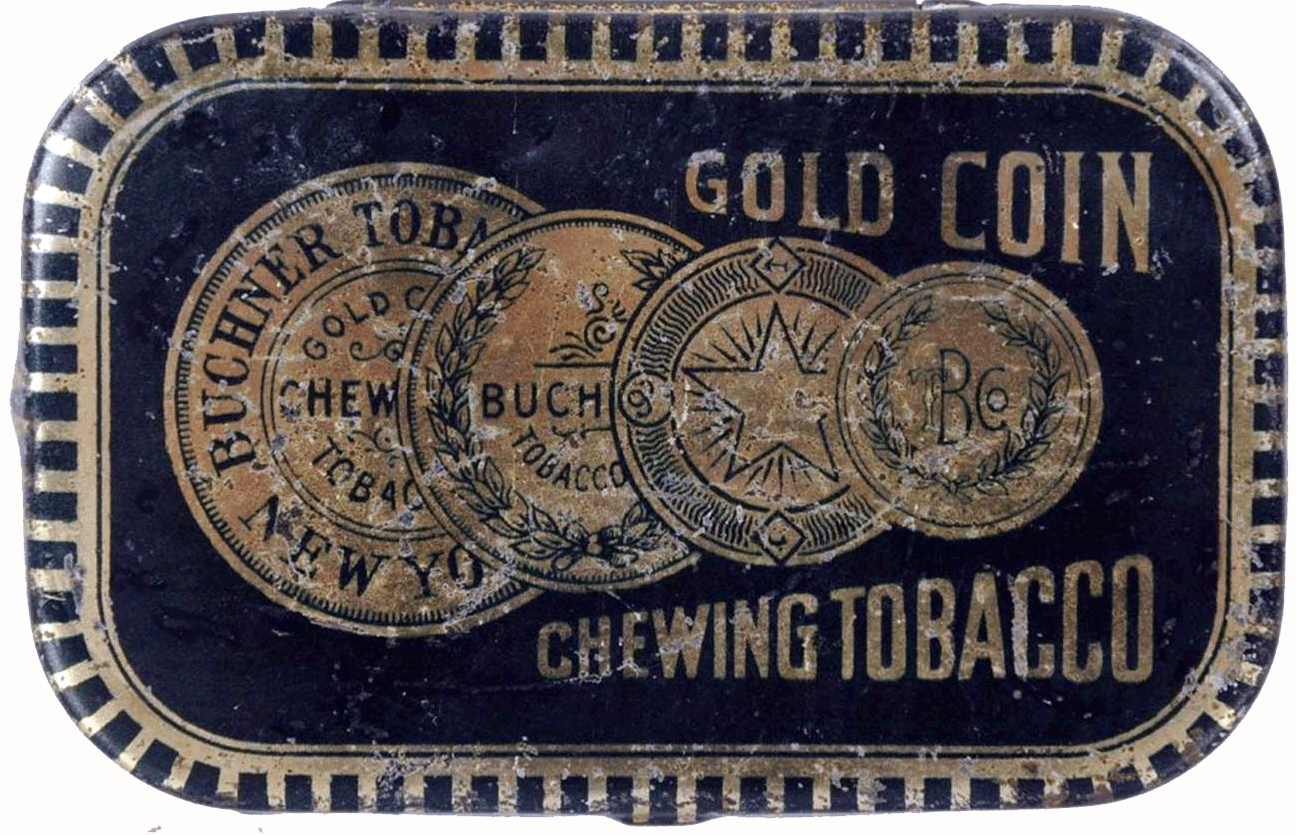 GOLD COIN
BUCHNER TOBA
GOLD C
CHEW
TOBAC
NEW YO
BUCH
TOBACCO
TBCo
CHEWING TOBACCO